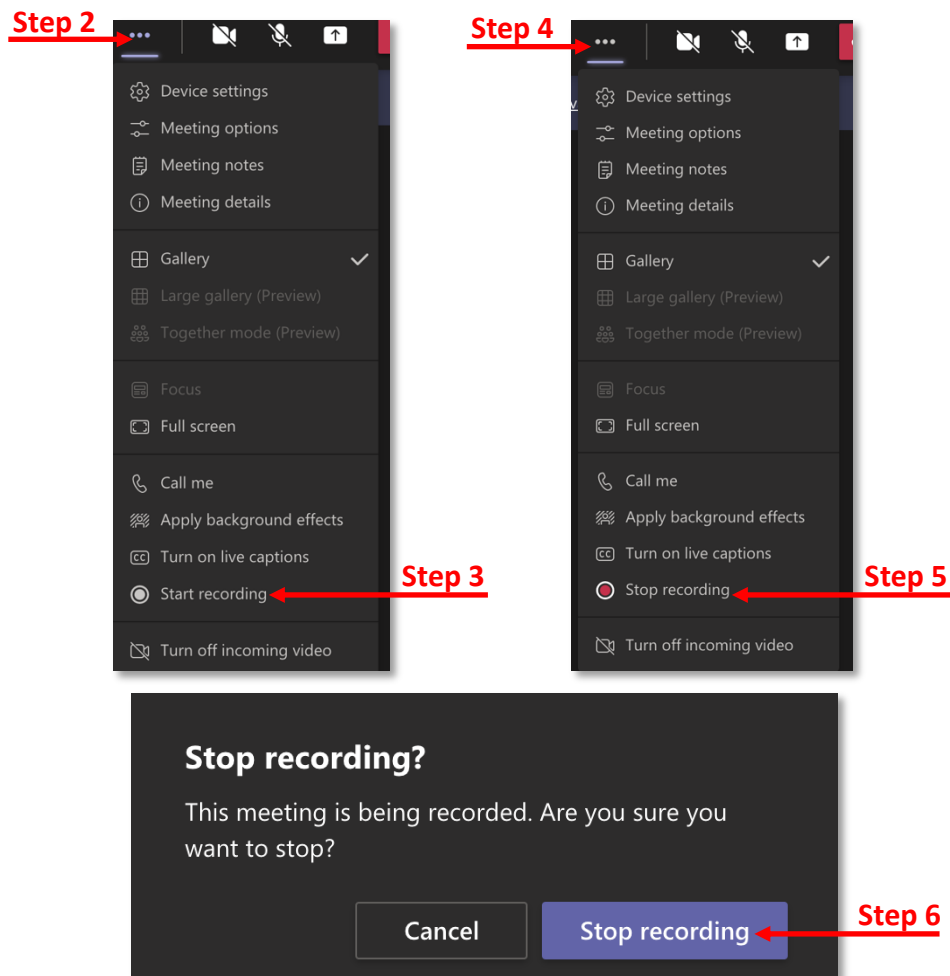 Step 2
Device settings
Meeting options
Meeting notes
Meeting details
Gallery
Large gallery (Preview)
Together mode (Preview)
Focus
Full screen
Call me
Apply background effects
CC Turn on live captions
Start recording
Step 3
Turn off incoming video
Step 4
v
Device settings
Meeting options
Meeting notes
Meeting details
Gallery
Large gallery (Preview)
Together mode (Preview)
Focus
Full screen
Call me
Apply background effects
CC Turn on live captions
Stop recording
Step 5
Turn off incoming video
Stop recording?
This meeting is being recorded. Are you sure you
want to stop?
Cancel
Stop recording
Step 6